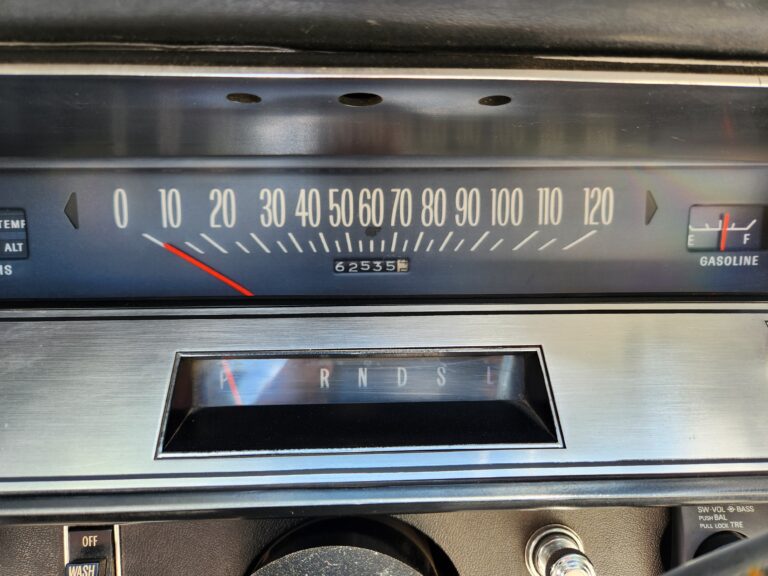 0 10 20 30 40 50 60 70 80 90 100 110 120
TEMP
ALT
62535
E F
GASOLINE
P R N D S L
OFF
WASH
SW-VOL BASS
PUSH BAL
PULL LOCK TRE